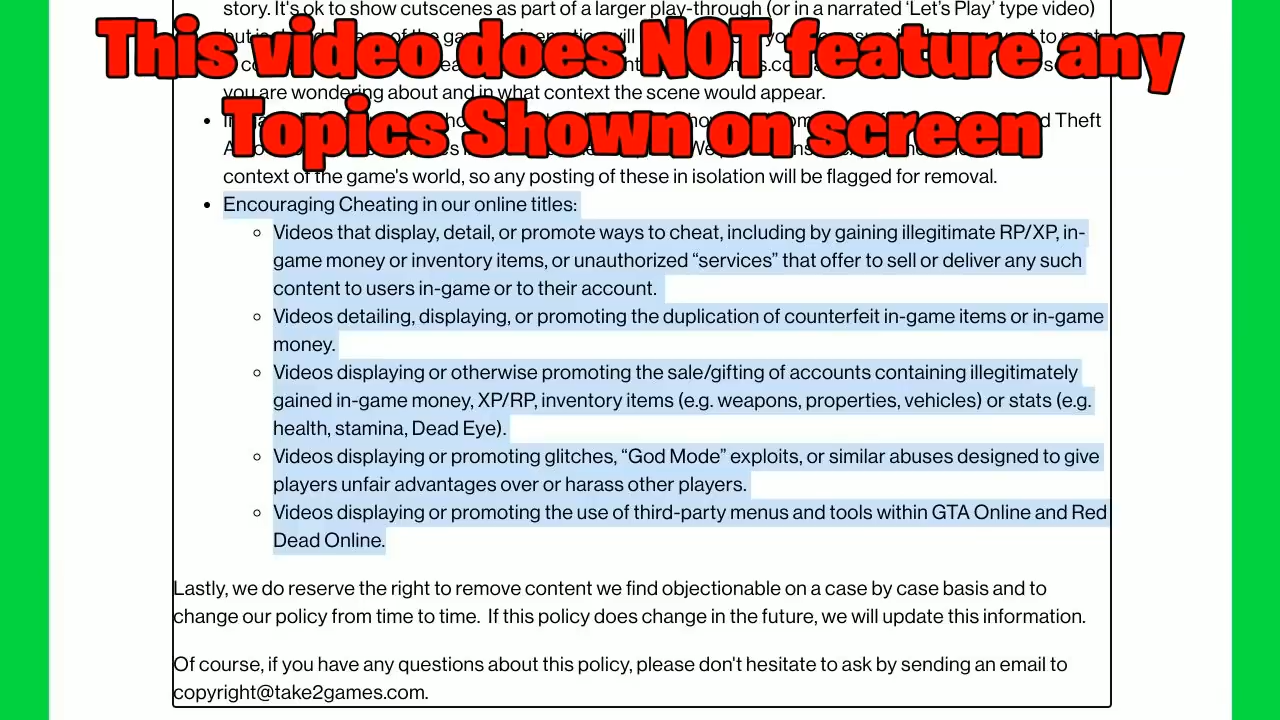 story. It's ok to show cutscenes as part of a larger play-through (or in a narrated ‘Let’s Play’ type video)
This video does NOT feature any
you are wondering about and in what context the scene would appear.
Topics Shown on screen
Theft
context of the game's world, so any posting of these in isolation will be flagged for removal.
• Encouraging Cheating in our online titles:
◦ Videos that display, detail, or promote ways to cheat, including by gaining illegitimate RP/XP, in-
game money or inventory items, or unauthorized “services” that offer to sell or deliver any such
content to users in-game or to their account.
◦ Videos detailing, displaying, or promoting the duplication of counterfeit in-game items or in-game
money.
◦ Videos displaying or otherwise promoting the sale/gifting of accounts containing illegitimately
gained in-game money, XP/RP, inventory items (e.g. weapons, properties, vehicles) or stats (e.g.
health, stamina, Dead Eye).
◦ Videos displaying or promoting glitches, “God Mode” exploits, or similar abuses designed to give
players unfair advantages over or harass other players.
◦ Videos displaying or promoting the use of third-party menus and tools within GTA Online and Red
Dead Online.
Lastly, we do reserve the right to remove content we find objectionable on a case by case basis and to
change our policy from time to time.  If this policy does change in the future, we will update this information.
Of course, if you have any questions about this policy, please don't hesitate to ask by sending an email to
copyright@take2games.com.